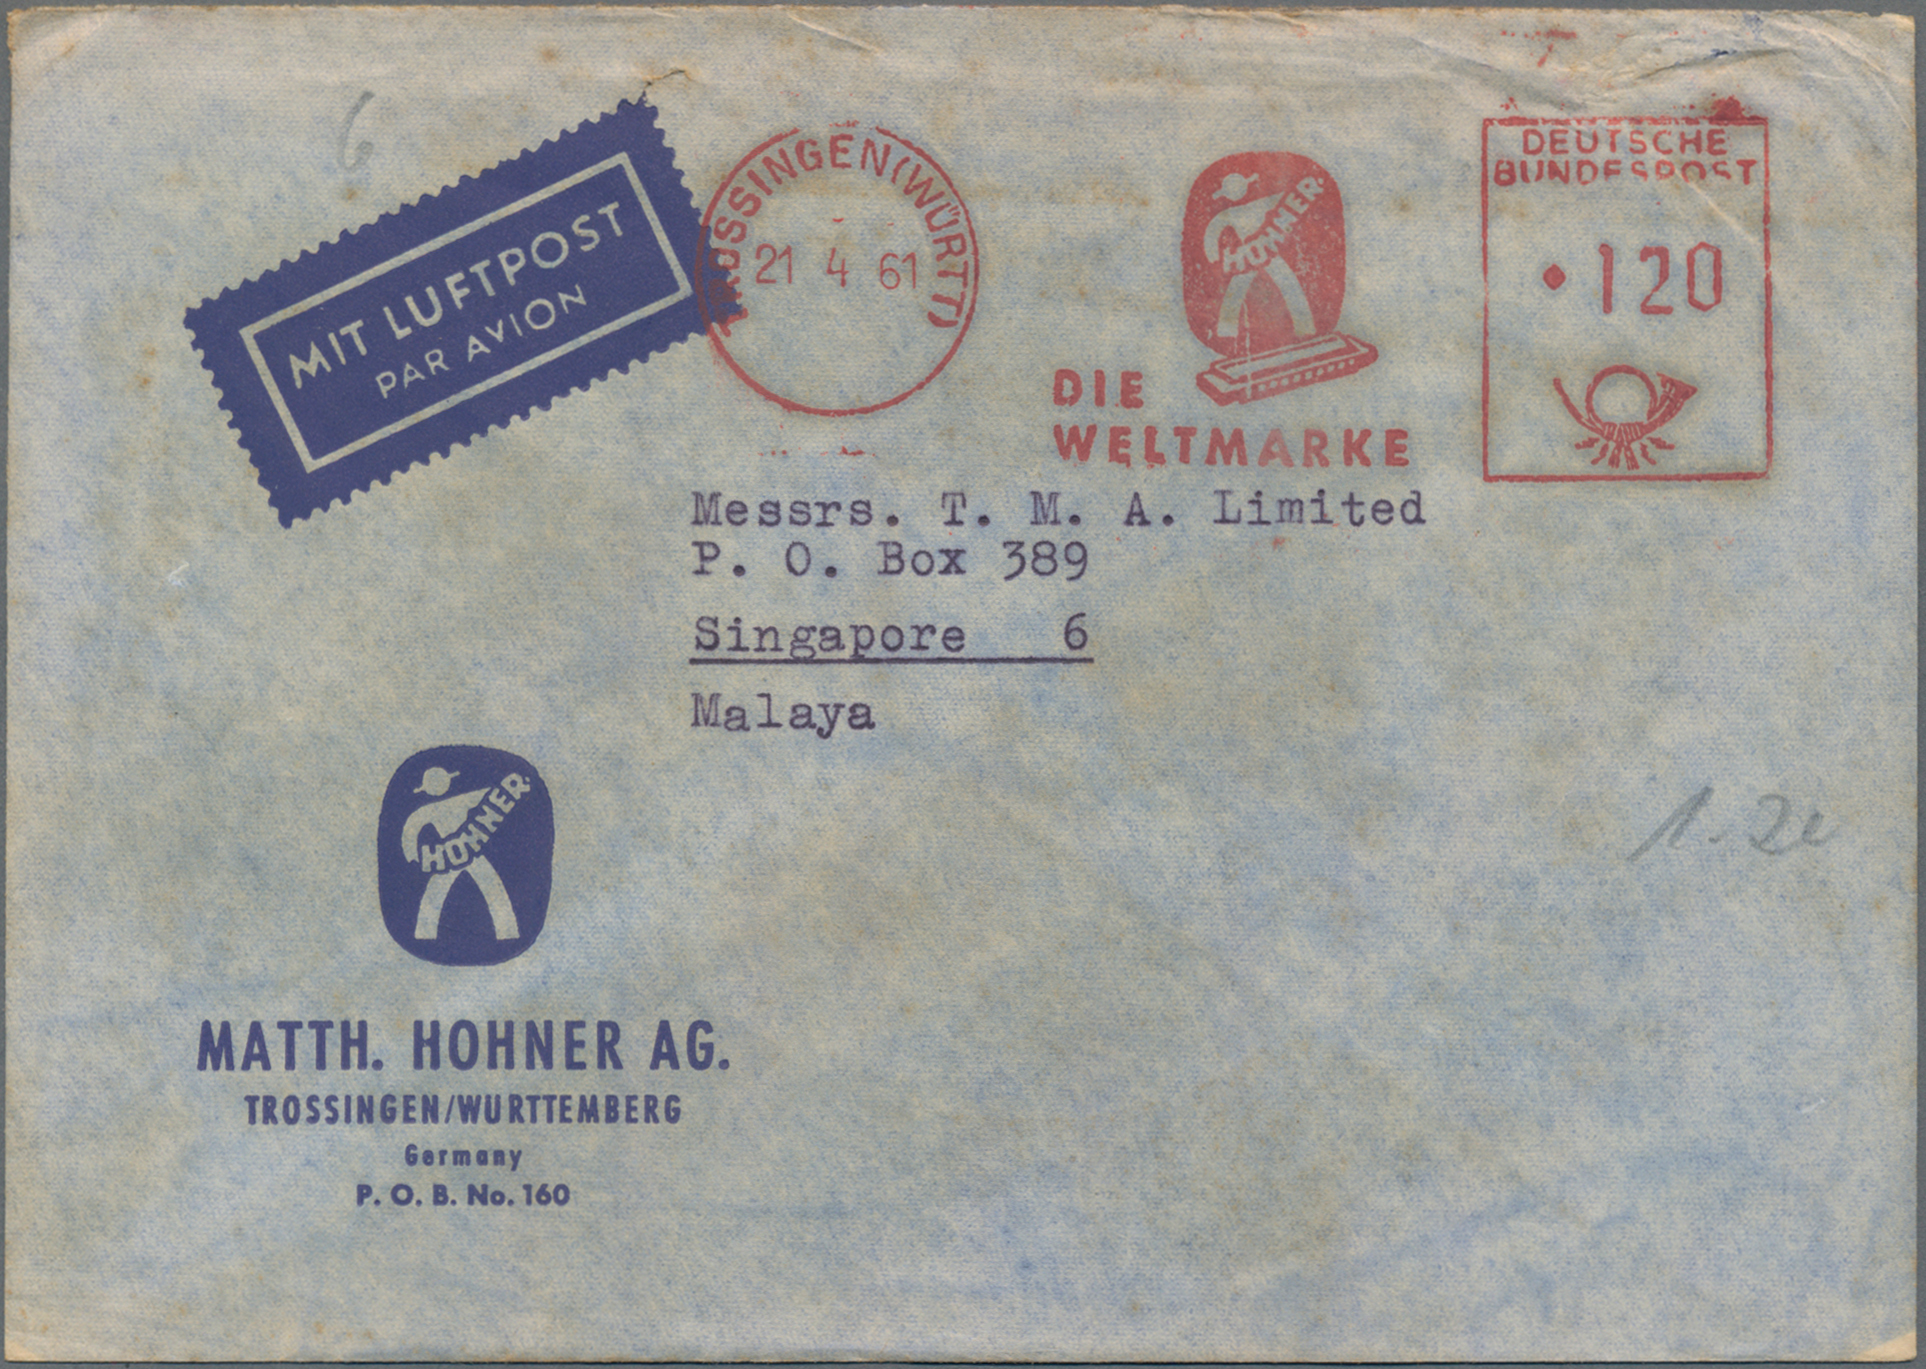 6
MIT LUFTPOST
PAR AVION
TROSSINGEN (WÜRTT)
21 4 61
HOHNER
DIE
WELTMARKE
DEUTSCHE
BUNDESPOST
120
Messrs. T. M. A. Limited
P. O. Box 389
Singapore 6
Malaya
HOHNER
MATTH. HOHNER AG.
TROSSINGEN/WURTTEMBERG
Germany
P. O. B. No. 160